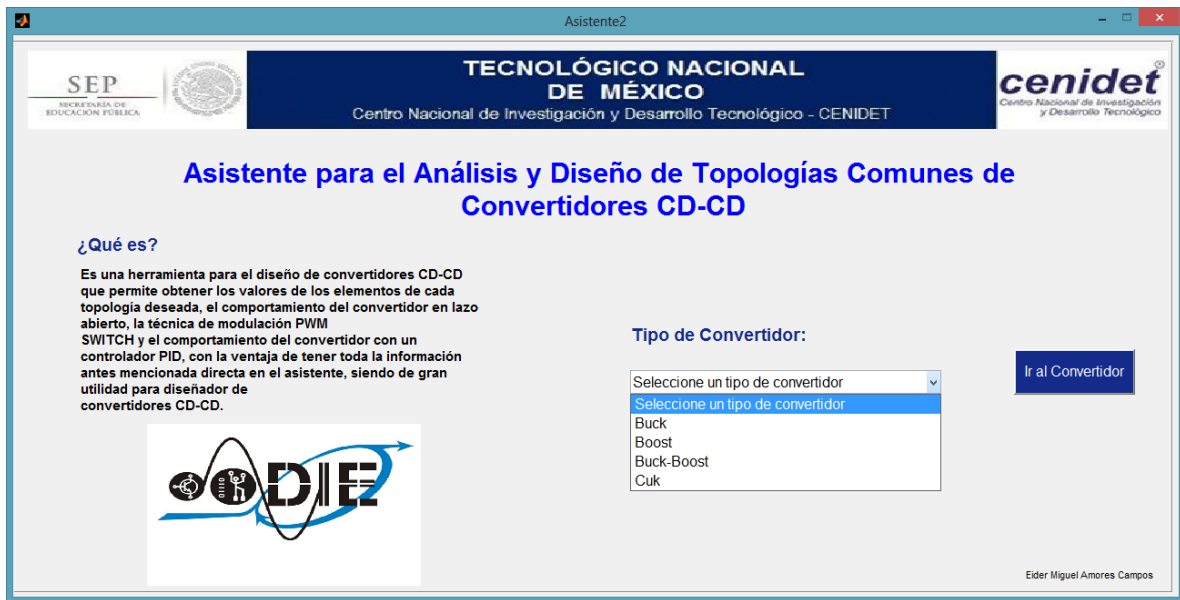 Asistente2
SEP
SECRETARÍA DE
EDUCACIÓN PÚBLICA
TECNOLÓGICO NACIONAL
DE MÉXICO
Centro Nacional de Investigación y Desarrollo Tecnológico - CENIDET
cenidet
Centro Nacional de Investigación
y Desarrollo Tecnológico
Asistente para el Análisis y Diseño de Topologías Comunes de
Convertidores CD-CD
¿Qué es?
Es una herramienta para el diseño de convertidores CD-CD
que permite obtener los valores de los elementos de cada
topología deseada, el comportamiento del convertidor en lazo
abierto, la técnica de modulación PWM
SWITCH y el comportamiento del convertidor con un
controlador PID, con la ventaja de tener toda la información
antes mencionada directa en el asistente, siendo de gran
utilidad para diseñador de
convertidores CD-CD.
DIE
Tipo de Convertidor:
Seleccione un tipo de convertidor
Seleccione un tipo de convertidor
Buck
Boost
Buck-Boost
Cuk
Ir al Convertidor
Eider Miguel Amores Campos